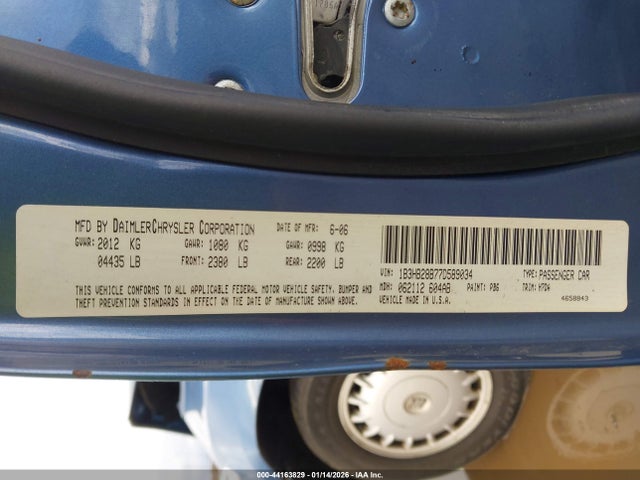 MFD BY DAIMLERCHRYSLER CORPORATION DATE OF MFR: 6-06
GVWR: 2012 KG GAWR: 1080 KG GAWR: 0998 KG
04435 LB FRONT: 2380 LB REAR: 2200 LB
THIS VEHICLE CONFORMS TO ALL APPLICABLE FEDERAL MOTOR VEHICLE SAFETY, BUMPER AND
THEFT PREVENTION STANDARDS IN EFFECT ON THE DATE OF MANUFACTURE SHOWN ABOVE.
VIN: 1B3HB28B77D589034 TYPE: PASSENGER CAR
MDH: 062112 604AB PAINT: PB6 TRIM: H7D4
VEHICLE MADE IN U.S.A. 4658843
000-44163829 - 01/14/2026 - IAA Inc.